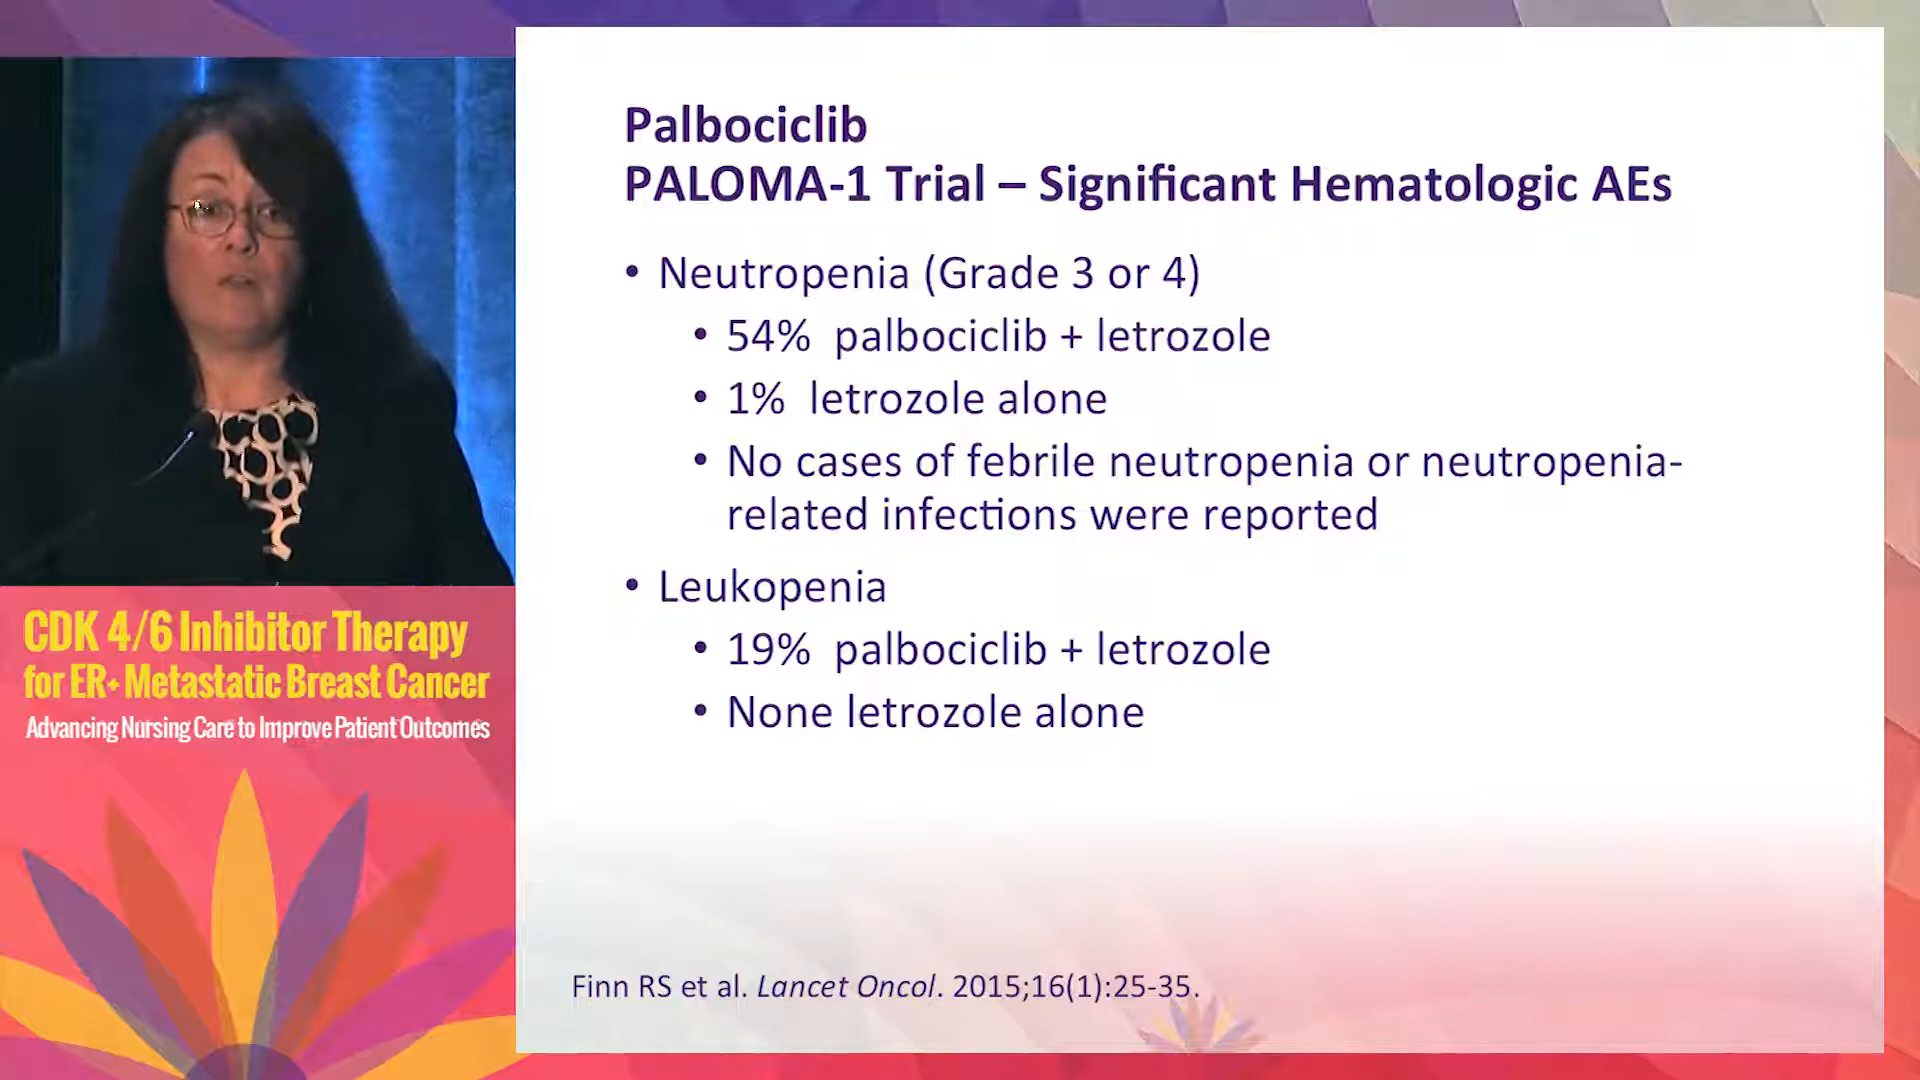 Palbociclib
PALOMA-1 Trial – Significant Hematologic AEs
• Neutropenia (Grade 3 or 4)
• 54% palbociclib + letrozole
• 1% letrozole alone
• No cases of febrile neutropenia or neutropenia-
related infections were reported
• Leukopenia
• 19% palbociclib + letrozole
• None letrozole alone
Finn RS et al. Lancet Oncol. 2015;16(1):25-35.
CDK 4/6 Inhibitor Therapy
for ER+ Metastatic Breast Cancer
Advancing Nursing Care to Improve Patient Outcomes